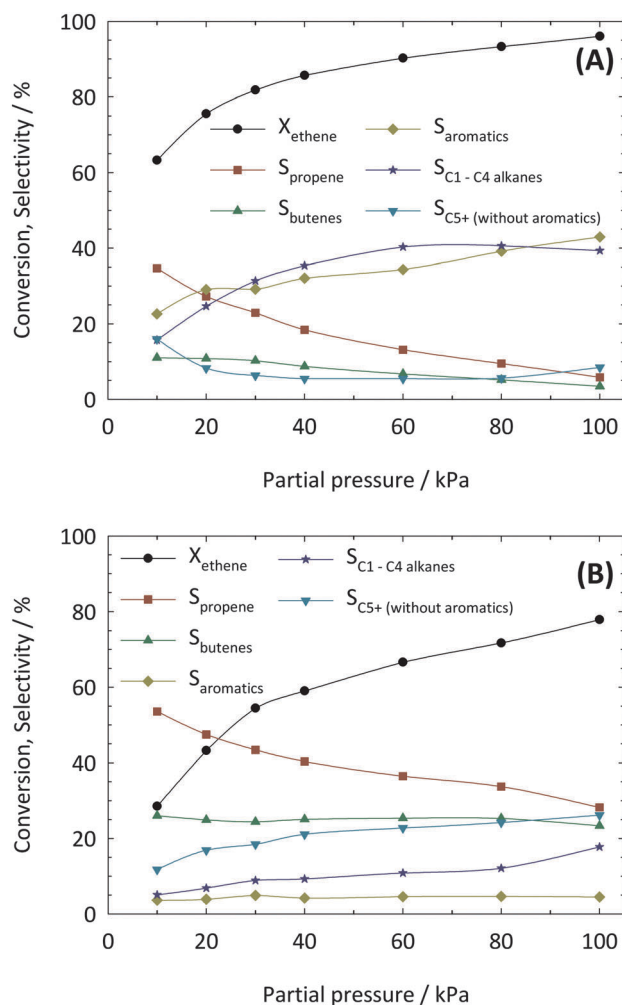 100
(A)
80
X_ethene
S_aromatics
60
S_propene
S_C1 - C4 alkanes
S_butenes
S_C5+ (without aromatics)
40
20
0
Conversion, Selectivity / %
0 20 40 60 80 100
Partial pressure / kPa
100
X_ethene
S_C1 - C4 alkanes
(B)
80
S_propene
S_C5+ (without aromatics)
S_butenes
60
S_aromatics
40
20
0
Conversion, Selectivity / %
0 20 40 60 80 100
Partial pressure / kPa